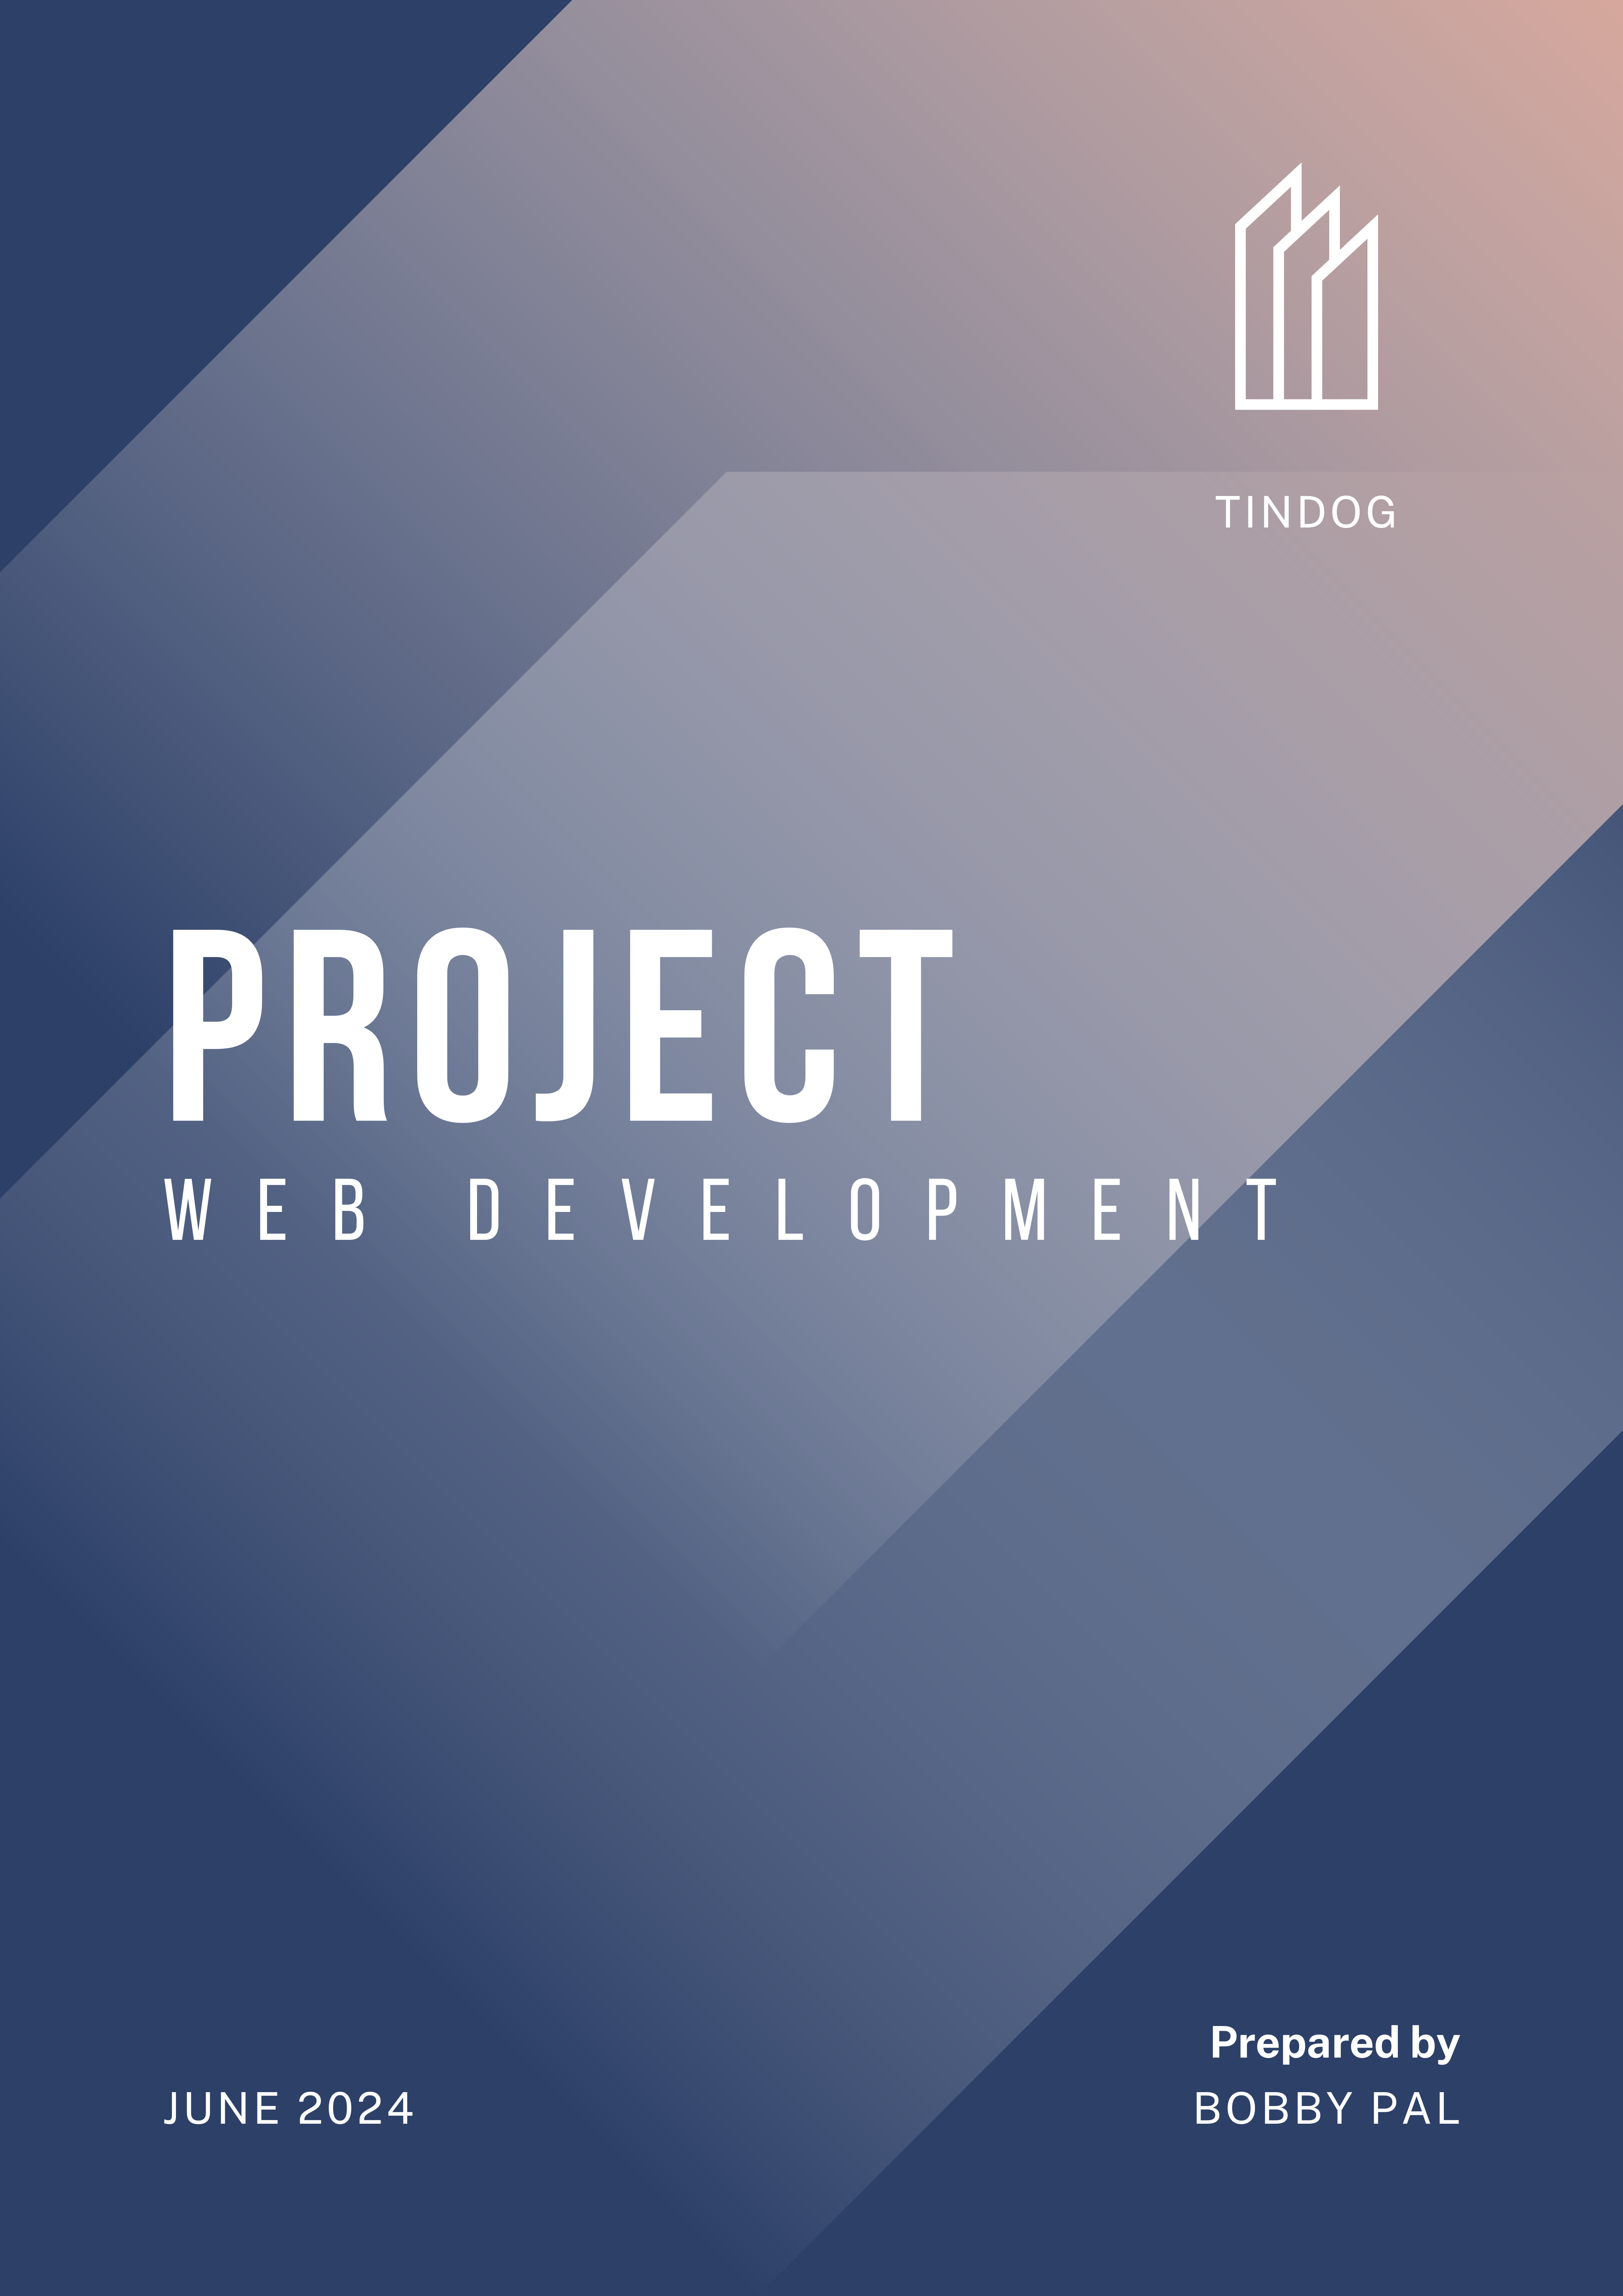 TINDOG
PROJECT
WEB DEVELOPMENT
Prepared by
JUNE 2024
BOBBY PAL